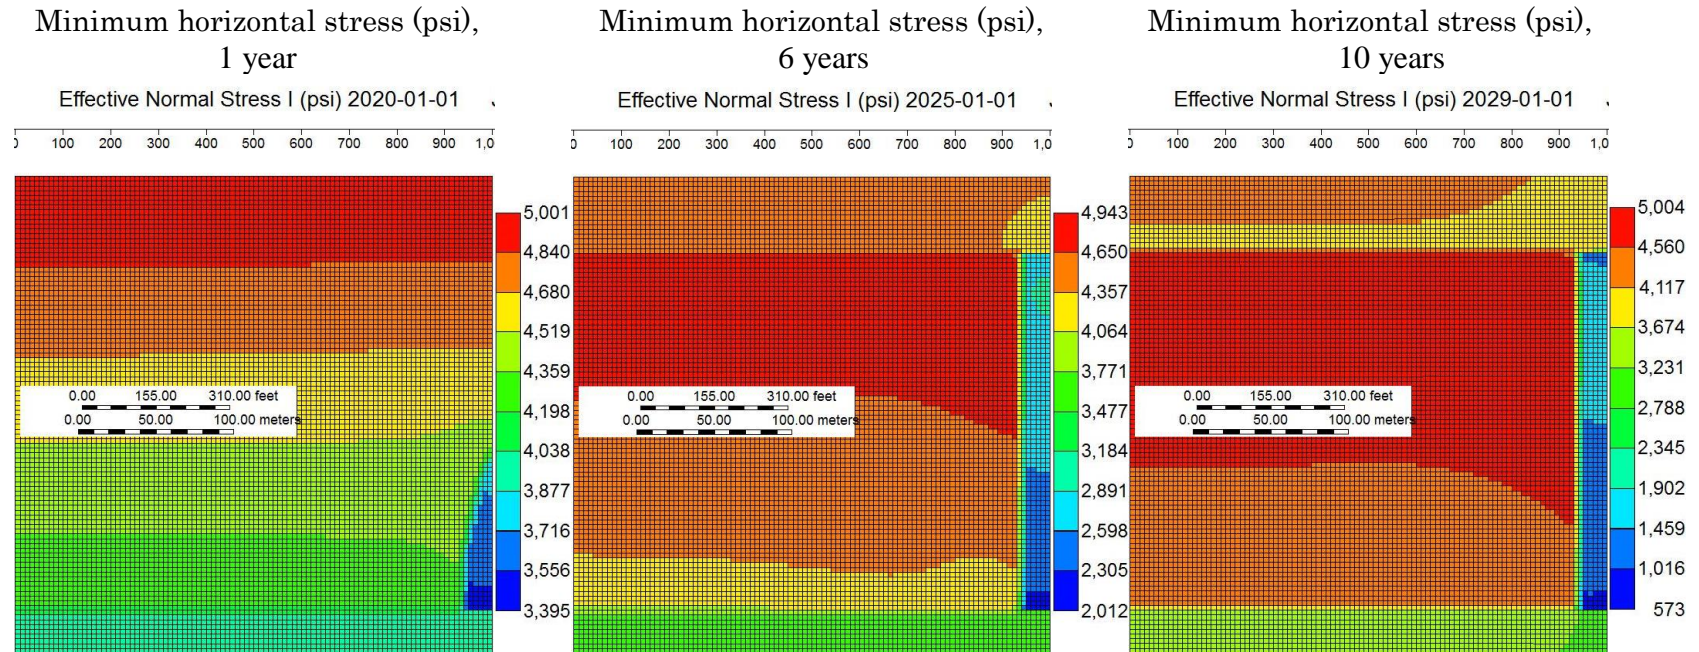 Minimum horizontal stress (psi),
1 year
Effective Normal Stress I (psi) 2020-01-01
0 100 200 300 400 500 600 700 800 900 1,0
0.00 155.00 310.00 feet
0.00 50.00 100.00 meters
5,001
4,840
4,680
4,519
4,359
4,198
4,038
3,877
3,716
3,556
3,395
Minimum horizontal stress (psi),
6 years
Effective Normal Stress I (psi) 2025-01-01
0 100 200 300 400 500 600 700 800 900 1,0
0.00 155.00 310.00 feet
0.00 50.00 100.00 meters
4,943
4,650
4,357
4,064
3,771
3,477
3,184
2,891
2,598
2,305
2,012
Minimum horizontal stress (psi),
10 years
Effective Normal Stress I (psi) 2029-01-01
0 100 200 300 400 500 600 700 800 900 1,0
0.00 155.00 310.00 feet
0.00 50.00 100.00 meters
5,004
4,560
4,117
3,674
3,231
2,788
2,345
1,902
1,459
1,016
573